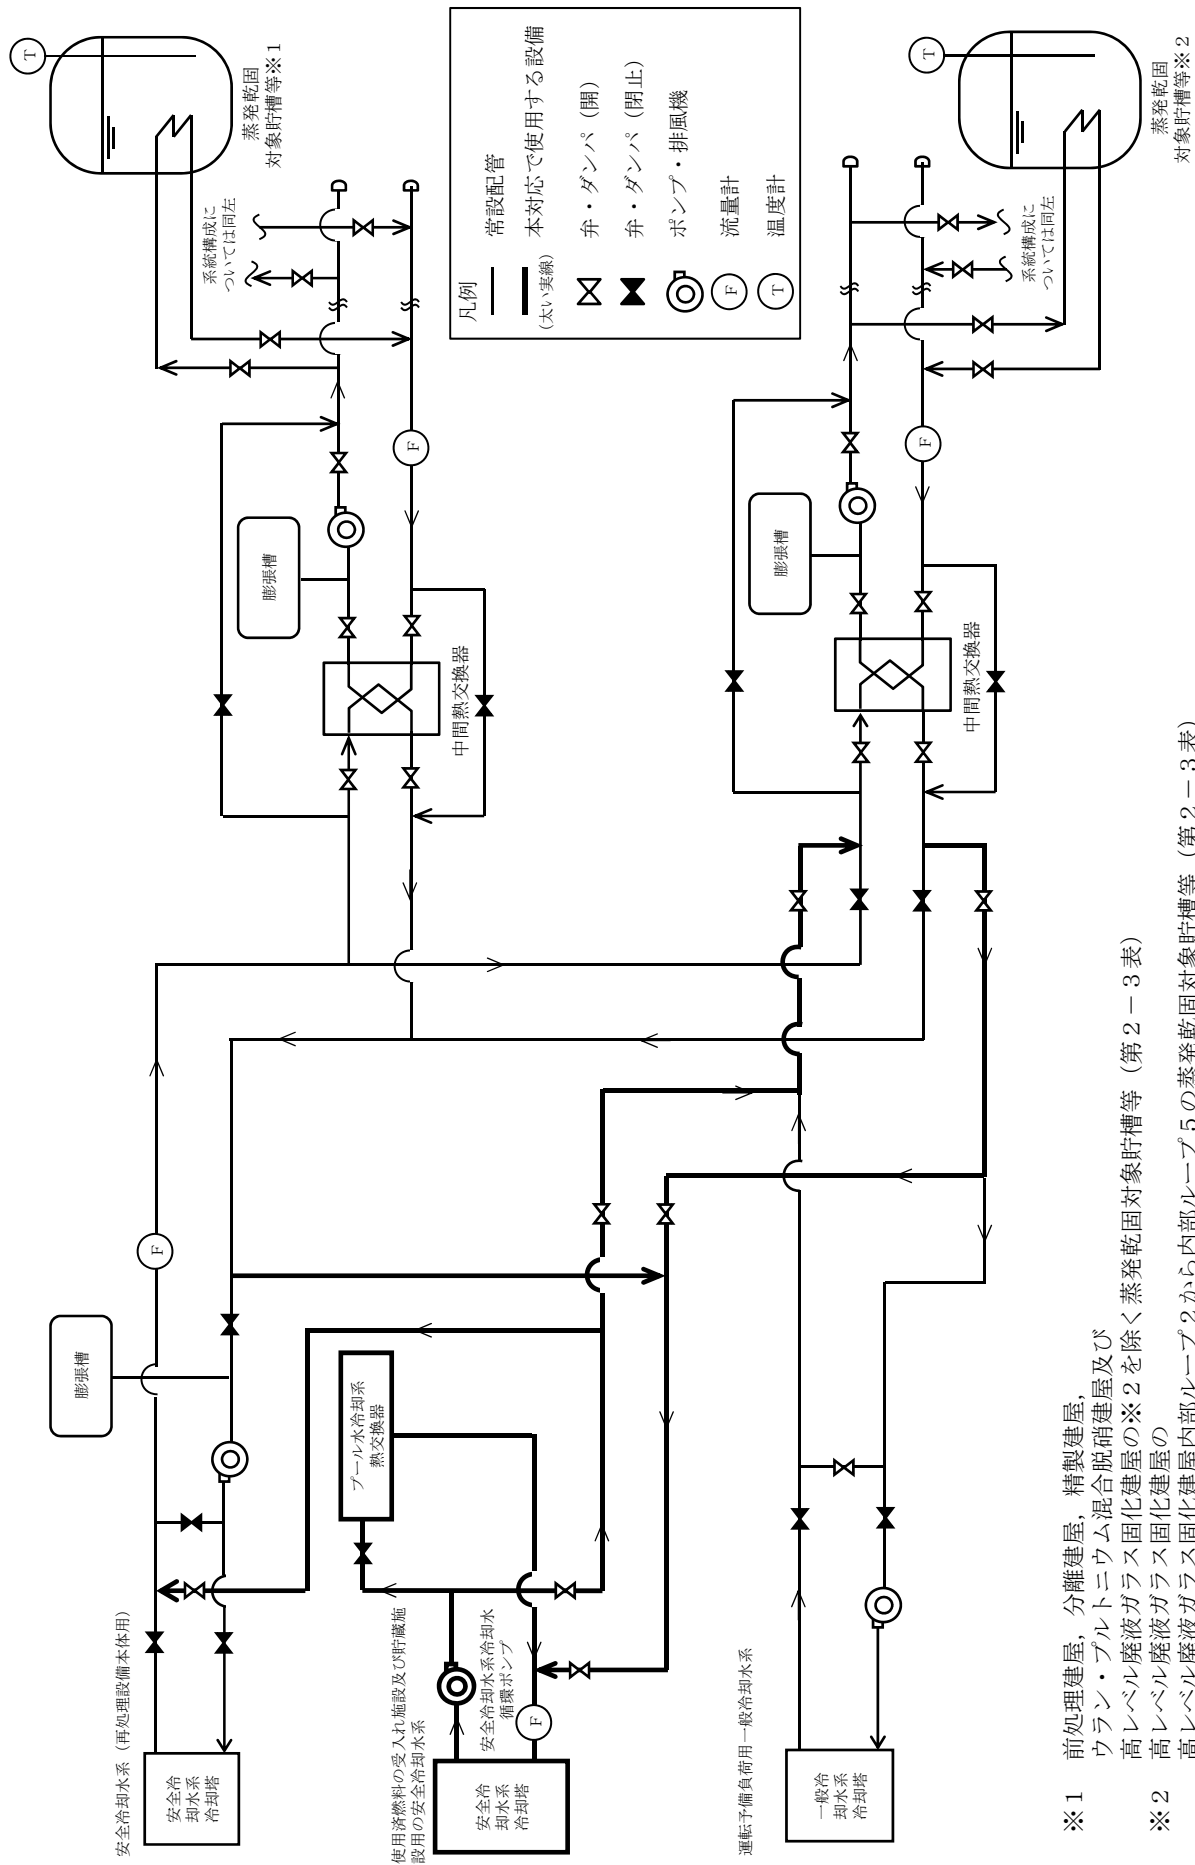 安全冷却水系（再処理設備本体用）
安全冷
却水系
冷却塔
膨張槽
F
使用済燃料の受入れ施設及び貯蔵施
設用の安全冷却水系
安全冷
却水系
冷却塔
安全冷却水系冷却水
循環ポンプ
F
プール水冷却系
熱交換器
運転予備負荷用一般冷却水系
一般冷
却水系
冷却塔
膨張槽
中間熱交換器
F
系統構成に
ついては同左
T
蒸発乾固
対象貯槽等※１
膨張槽
中間熱交換器
F
系統構成に
ついては同左
T
蒸発乾固
対象貯槽等※２
凡例
常設配管
本対応で使用する設備
(太い実線)
弁・ダンパ（開）
弁・ダンパ（閉止）
ポンプ・排風機
F
流量計
T
温度計
※１　前処理建屋，分離建屋，精製建屋，
ウラン・プルトニウム混合脱硝建屋及び
高レベル廃液ガラス固化建屋の※２を除く蒸発乾固対象貯槽等（第２－３表）
※２　高レベル廃液ガラス固化建屋の
高レベル廃液ガラス固化建屋内部ループ２から内部ループ５の蒸発乾固対象貯槽等（第２－３表）